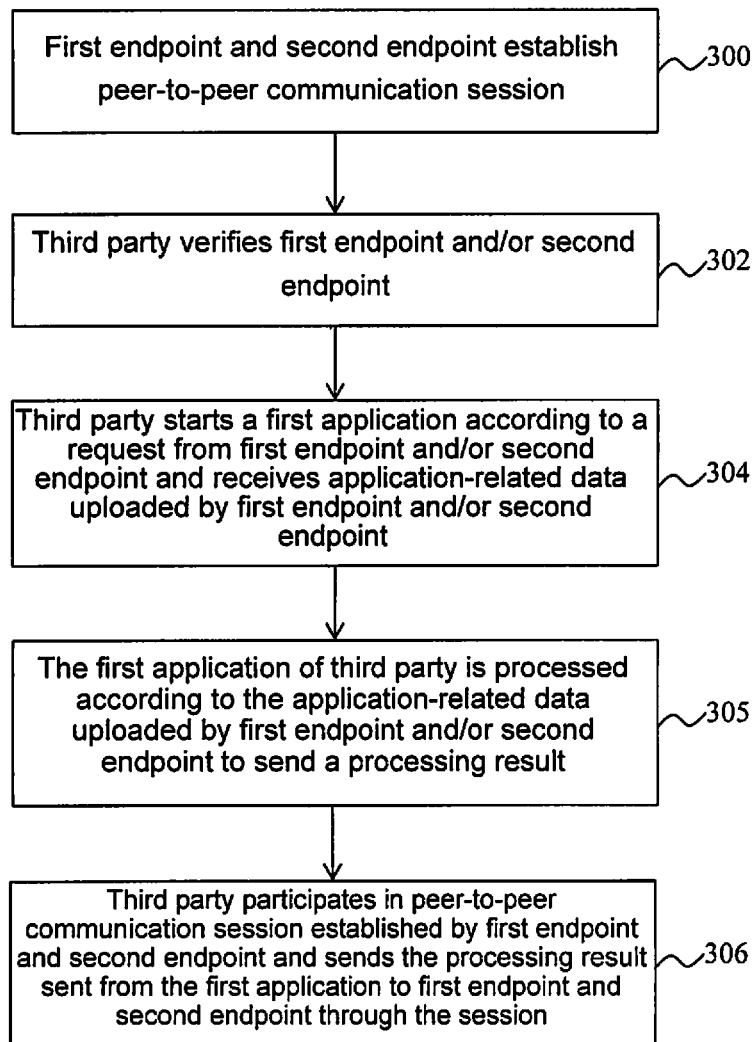 First endpoint and second endpoint establish
peer-to-peer communication session
300
Third party verifies first endpoint and/or second
endpoint
302
Third party starts a first application according to a
request from first endpoint and/or second
endpoint and receives application-related data
uploaded by first endpoint and/or second
endpoint
304
The first application of third party is processed
according to the application-related data
uploaded by first endpoint and/or second
endpoint to send a processing result
305
Third party participates in peer-to-peer
communication session established by first endpoint
and second endpoint and sends the processing result
sent from the first application to first endpoint and
second endpoint through the session
306